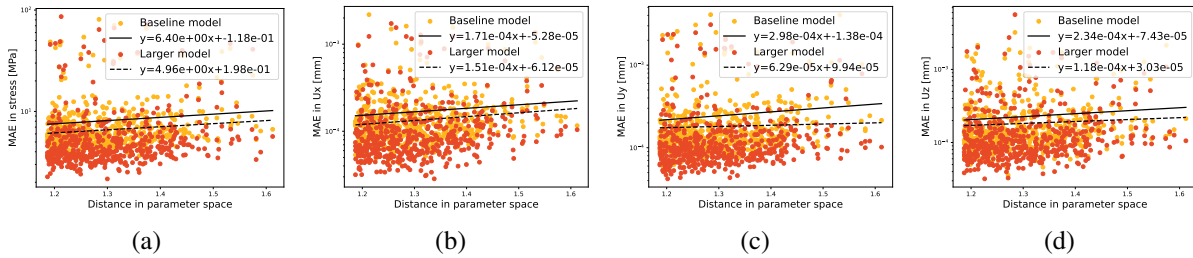 MAE in stress [MPa]
10²
10¹
Baseline model
y=6.40e+00x+-1.18e-01
Larger model
y=4.96e+00x+1.98e-01
1.2 1.3 1.4 1.5 1.6
Distance in parameter space
(a)
MAE in Ux [mm]
10⁻³
10⁻⁴
Baseline model
y=1.71e-04x+-5.28e-05
Larger model
y=1.51e-04x+-6.12e-05
1.2 1.3 1.4 1.5 1.6
Distance in parameter space
(b)
MAE in Uy [mm]
10⁻³
10⁻⁴
Baseline model
y=2.98e-04x+-1.38e-04
Larger model
y=6.29e-05x+9.94e-05
1.2 1.3 1.4 1.5 1.6
Distance in parameter space
(c)
MAE in Uz [mm]
10⁻³
10⁻⁴
Baseline model
y=2.34e-04x+-7.43e-05
Larger model
y=1.18e-04x+3.03e-05
1.2 1.3 1.4 1.5 1.6
Distance in parameter space
(d)